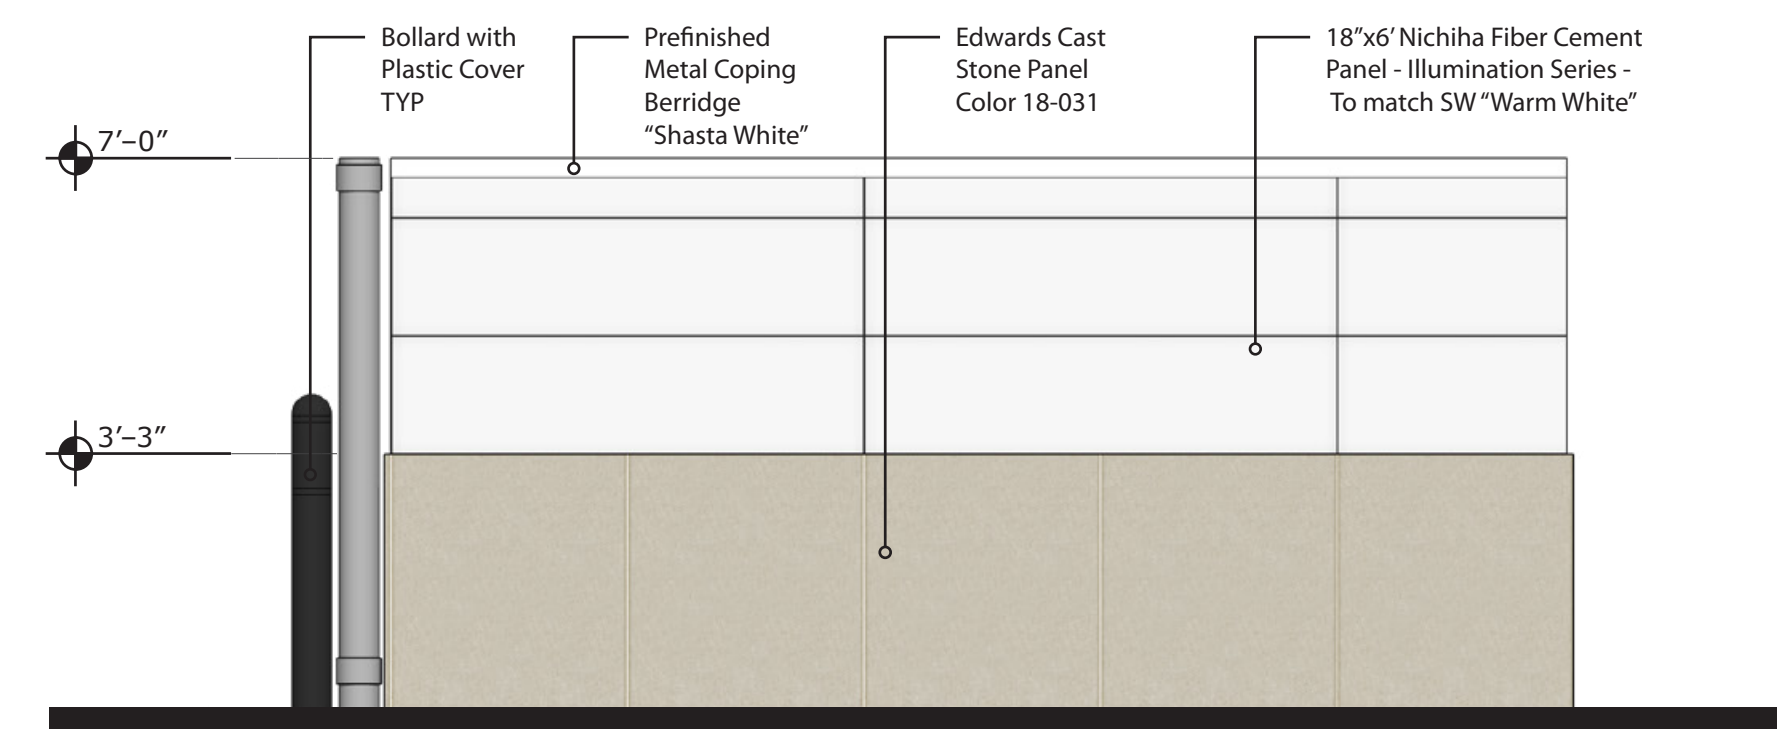 Bollard with
Plastic Cover
TYP
Prefinished
Metal Coping
Berridge
“Shasta White”
Edwards Cast
Stone Panel
Color 18-031
18”x6’ Nichiha Fiber Cement
Panel - Illumination Series -
To match SW “Warm White”
7’–0”
3’–3”